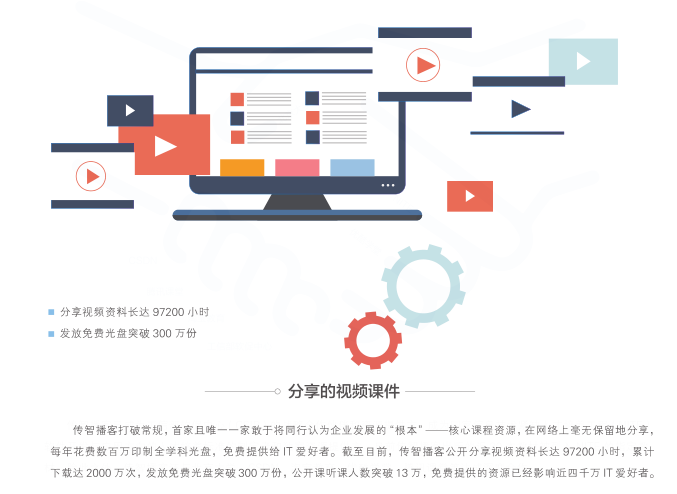 分享视频资料长达 97200 小时
发放免费光盘突破 300 万份
分享的视频课件
传智播客打破常规，首家且唯一一家敢于将同行认为企业发展的“根本”——核心课程资源，在网络上毫无保留地分享，
每年花费数百万印制全学科光盘，免费提供给 IT 爱好者。截至目前，传智播客公开分享视频资料长达 97200 小时，累计
下载达 2000 万次，发放免费光盘突破 300 万份，公开课听课人数突破 13 万，免费提供的资源已经影响近四千万 IT 爱好者。